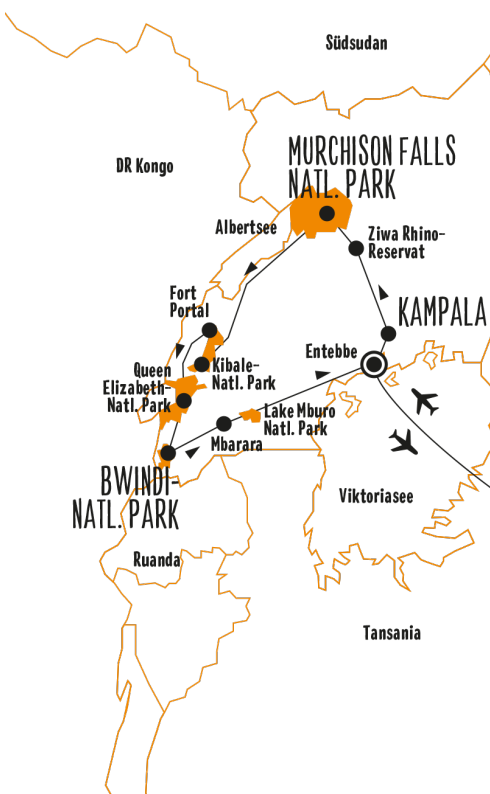 Südsudan
MURCHISON FALLS
NATL. PARK
DR Kongo
Albertsee
Ziwa Rhino-
Reservat
Fort
Portal
KAMPALA
Entebbe
Kibale-
Natl. Park
Queen
Elizabeth-
Natl. Park
Lake Mburo
Natl. Park
Mbarara
BWINDI-
NATL. PARK
Viktoriasee
Ruanda
Tansania